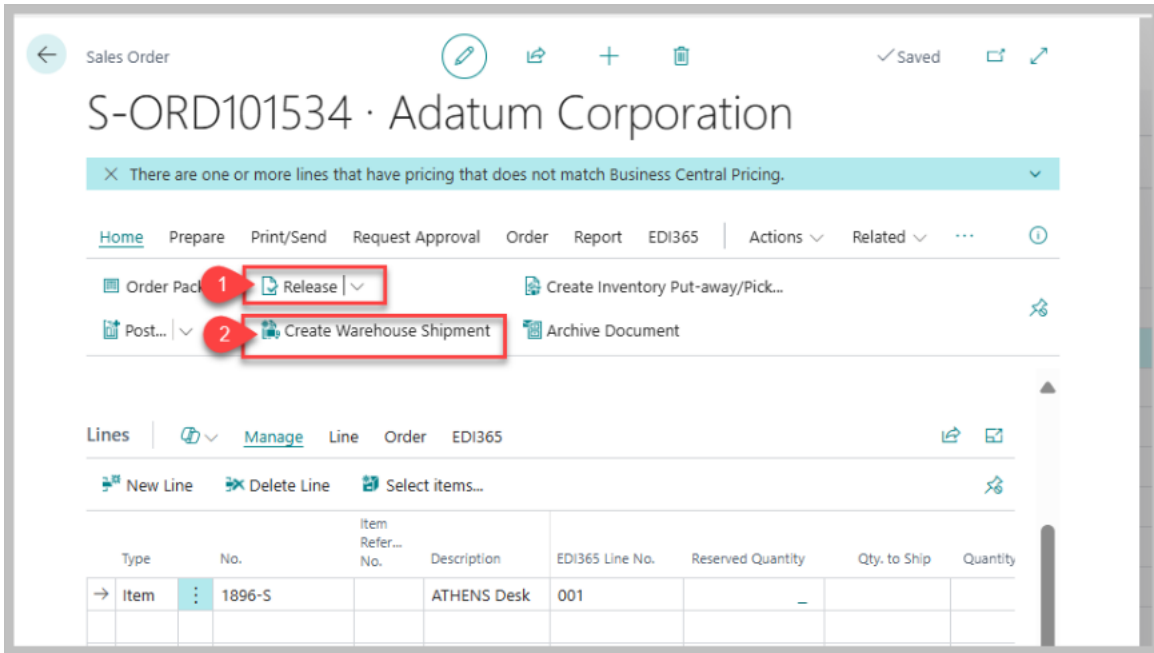 Sales Order
Saved
S-ORD101534 · Adatum Corporation
There are one or more lines that have pricing that does not match Business Central Pricing.
Home Prepare Print/Send Request Approval Order Report EDI365 Actions Related ...
Order Pack 1 Release Create Inventory Put-away/Pick...
Post... 2 Create Warehouse Shipment Archive Document
Lines Manage Line Order EDI365
New Line Delete Line Select items...
Type No. Item Refer... No. Description EDI365 Line No. Reserved Quantity Qty. to Ship Quantity
Item 1896-S ATHENS Desk 001 _